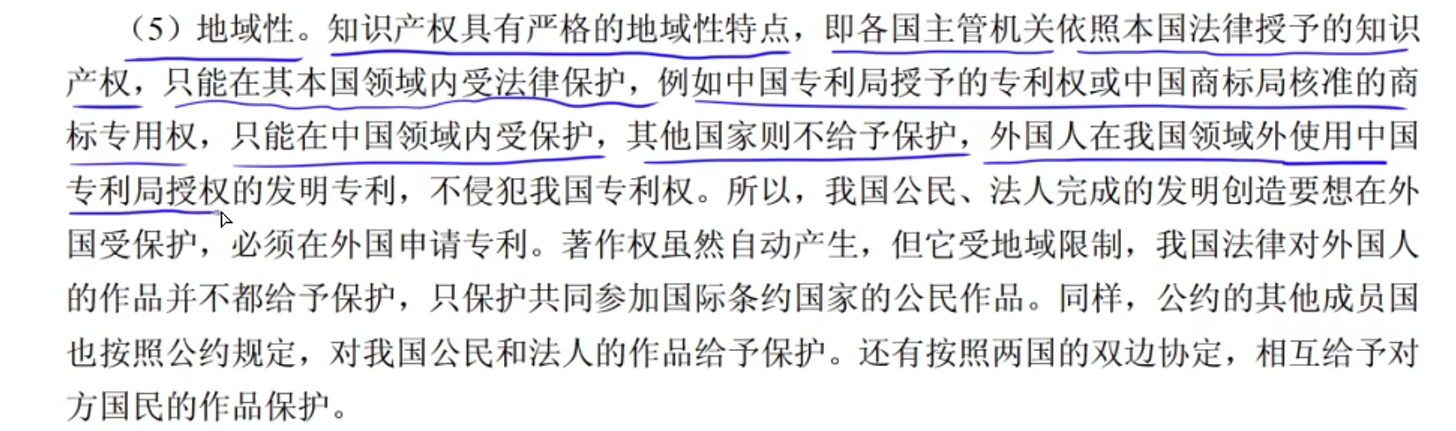 （5）地域性。知识产权具有严格的地域性特点，即各国主管机关依照本国法律授予的知识
产权，只能在其本国领域内受法律保护，例如中国专利局授予的专利权或中国商标局核准的商
标专用权，只能在中国领域内受保护，其他国家则不给予保护，外国人在我国领域外使用中国
专利局授权的发明专利，不侵犯我国专利权。所以，我国公民、法人完成的发明创造要想在外
国受保护，必须在外国申请专利。著作权虽然自动产生，但它受地域限制，我国法律对外国人
的作品并不都给予保护，只保护共同参加国际条约国家的公民作品。同样，公约的其他成员国
也按照公约规定，对我国公民和法人的作品给予保护。还有按照两国的双边协定，相互给予对
方国民的作品保护。